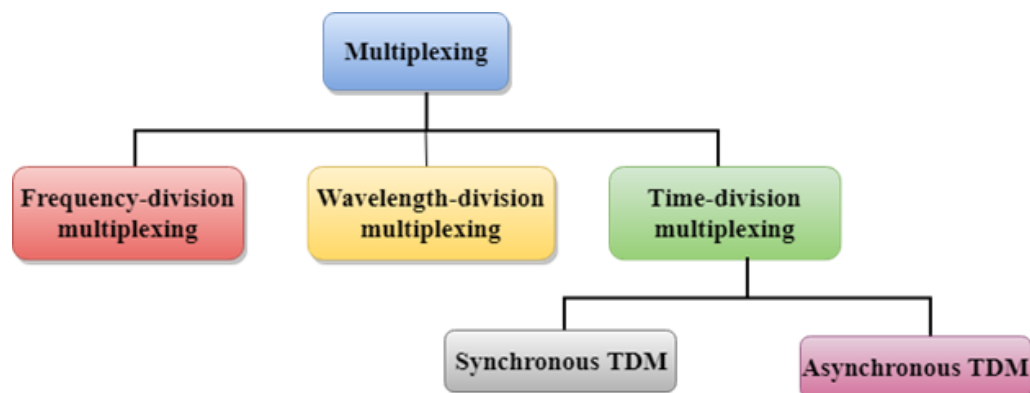 Multiplexing
Frequency-division
multiplexing
Wavelength-division
multiplexing
Time-division
multiplexing
Synchronous TDM
Asynchronous TDM